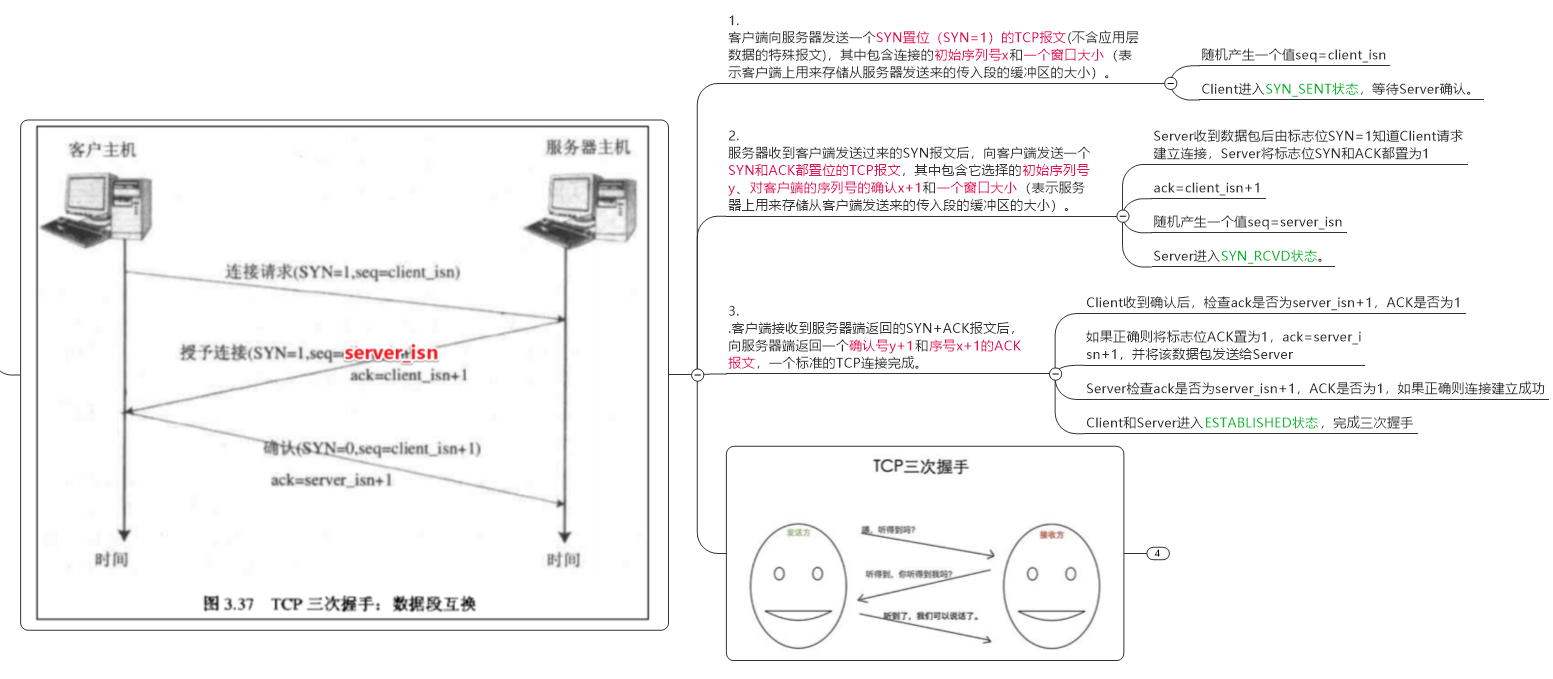 客户主机
服务器主机
连接请求(SYN=1,seq=client_isn)
授予连接(SYN=1,seq=server_isn
ack=client_isn+1
确认(SYN=0,seq=client_isn+1)
ack=server_isn+1
时间
时间
图 3.37 TCP 三次握手：数据段互换
1.
客户端向服务器发送一个SYN置位（SYN=1）的TCP报文(不含应用层
数据的特殊报文)，其中包含连接的初始序列号x和一个窗口大小（表
示客户端上用来存储从服务器发送来的传入段的缓冲区的大小）。
随机产生一个值seq=client_isn
Client进入SYN_SENT状态，等待Server确认。
2.
服务器收到客户端发送过来的SYN报文后，向客户端发送一个
SYN和ACK都置位的TCP报文，其中包含它选择的初始序列号
y、对客户端的序列号的确认x+1和一个窗口大小（表示服务
器上用来存储从客户端发送来的传入段的缓冲区的大小）。
Server收到数据包后由标志位SYN=1知道Client请求
建立连接，Server将标志位SYN和ACK都置为1
ack=client_isn+1
随机产生一个值seq=server_isn
Server进入SYN_RCVD状态。
3.
.客户端接收到服务器端返回的SYN+ACK报文后，
向服务器端返回一个确认号y+1和序号x+1的ACK
报文，一个标准的TCP连接完成。
Client收到确认后，检查ack是否为server_isn+1，ACK是否为1
如果正确则将标志位ACK置为1，ack=server_i
sn+1，并将该数据包发送给Server
Server检查ack是否为server_isn+1，ACK是否为1，如果正确则连接建立成功
Client和Server进入ESTABLISHED状态，完成三次握手
TCP三次握手
发送方
接收方
喂，听得到吗?
听得到，你听得到我吗?
听到了，我们可以说话了。
4